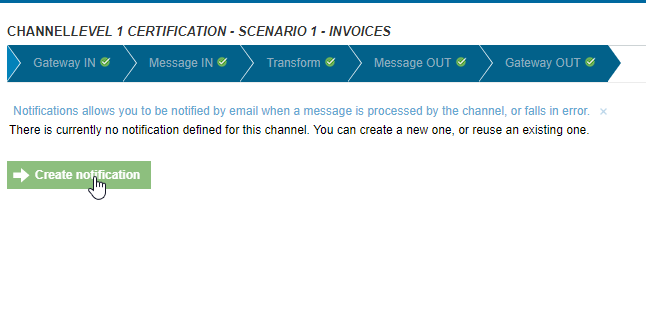 CHANNELLEVEL 1 CERTIFICATION - SCENARIO 1 - INVOICES
Gateway IN Message IN Transform Message OUT Gateway OUT
Notifications allows you to be notified by email when a message is processed by the channel, or falls in error. ×
There is currently no notification defined for this channel. You can create a new one, or reuse an existing one.
Create notification